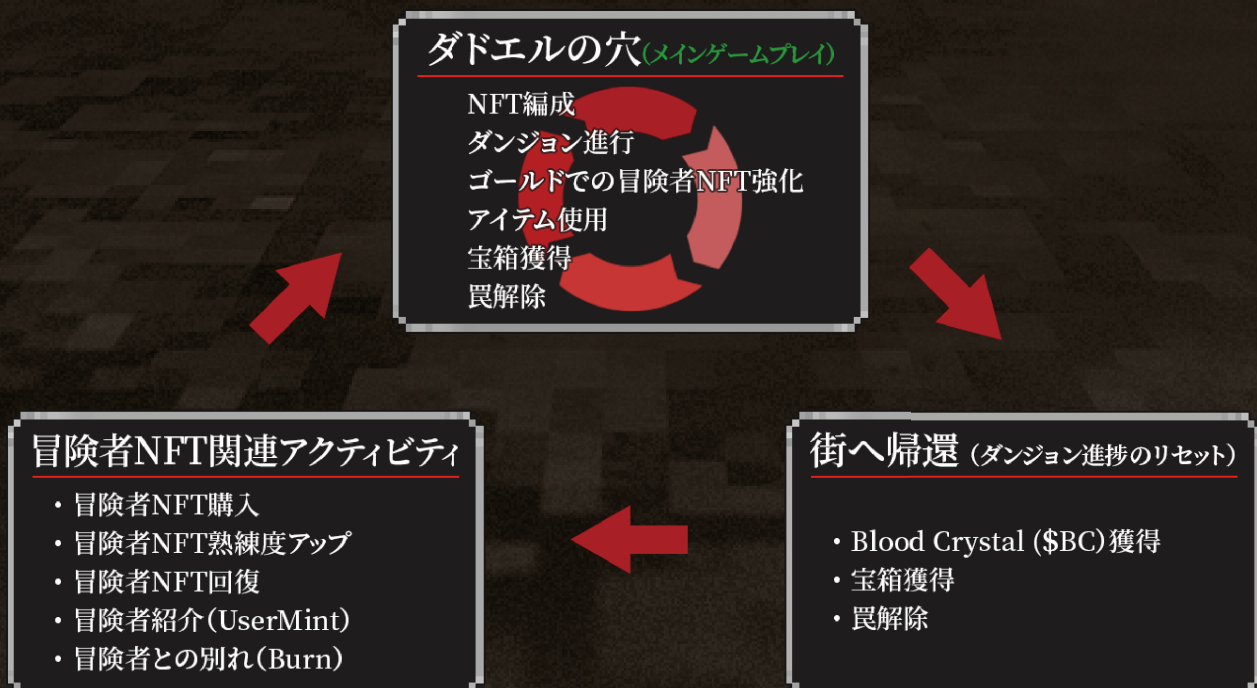 ダドエルの穴(メインゲームプレイ)
NFT編成
ダンジョン進行
ゴールドでの冒険者NFT強化
アイテム使用
宝箱獲得
罠解除
冒険者NFT関連アクティビティ
・冒険者NFT購入
・冒険者NFT熟練度アップ
・冒険者NFT回復
・冒険者紹介(UserMint)
・冒険者との別れ(Burn)
街へ帰還(ダンジョン進捗のリセット)
・Blood Crystal ($BC)獲得
・宝箱獲得
・罠解除